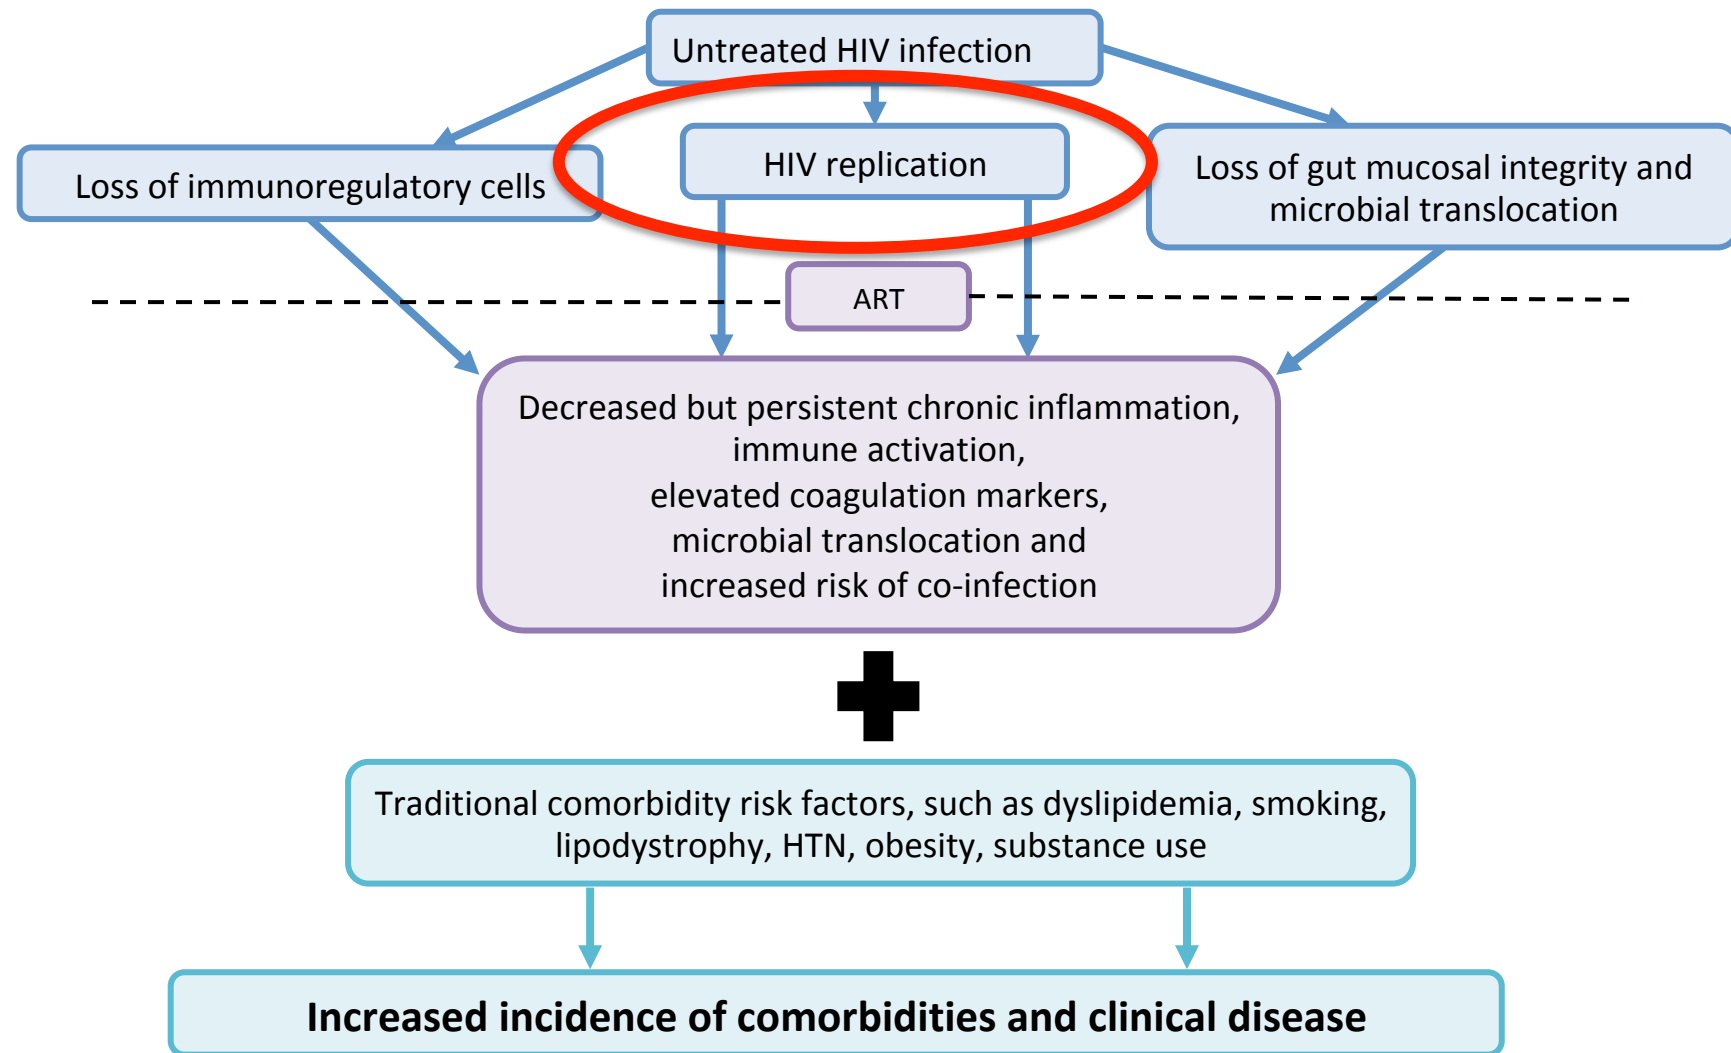 Untreated HIV infection
Loss of immunoregulatory cells
HIV replication
Loss of gut mucosal integrity and
microbial translocation
ART
Decreased but persistent chronic inflammation,
immune activation,
elevated coagulation markers,
microbial translocation and
increased risk of co-infection
Traditional comorbidity risk factors, such as dyslipidemia, smoking,
lipodystrophy, HTN, obesity, substance use
Increased incidence of comorbidities and clinical disease